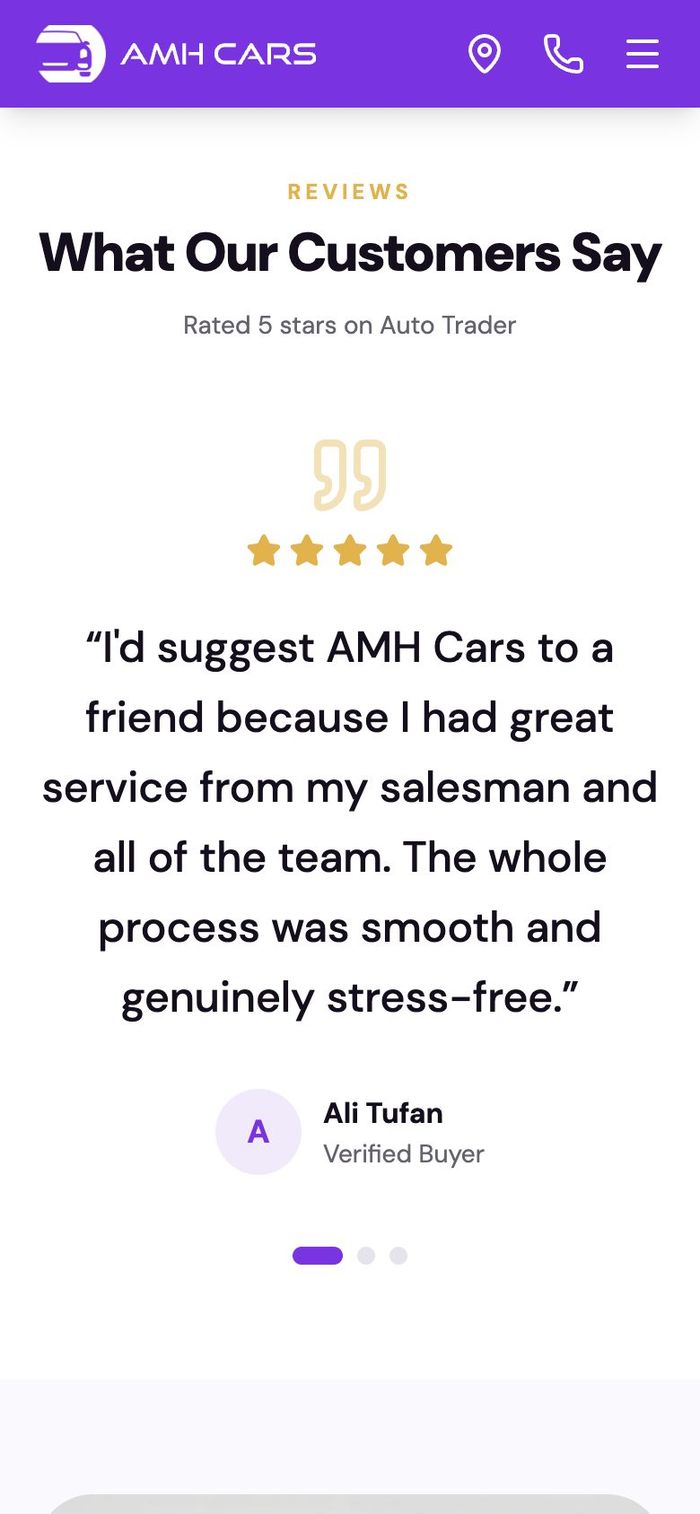 AMH CARS
REVIEWS
What Our Customers Say
Rated 5 stars on Auto Trader
“I'd suggest AMH Cars to a
friend because I had great
service from my salesman and
all of the team. The whole
process was smooth and
genuinely stress-free.”
A
Ali Tufan
Verified Buyer